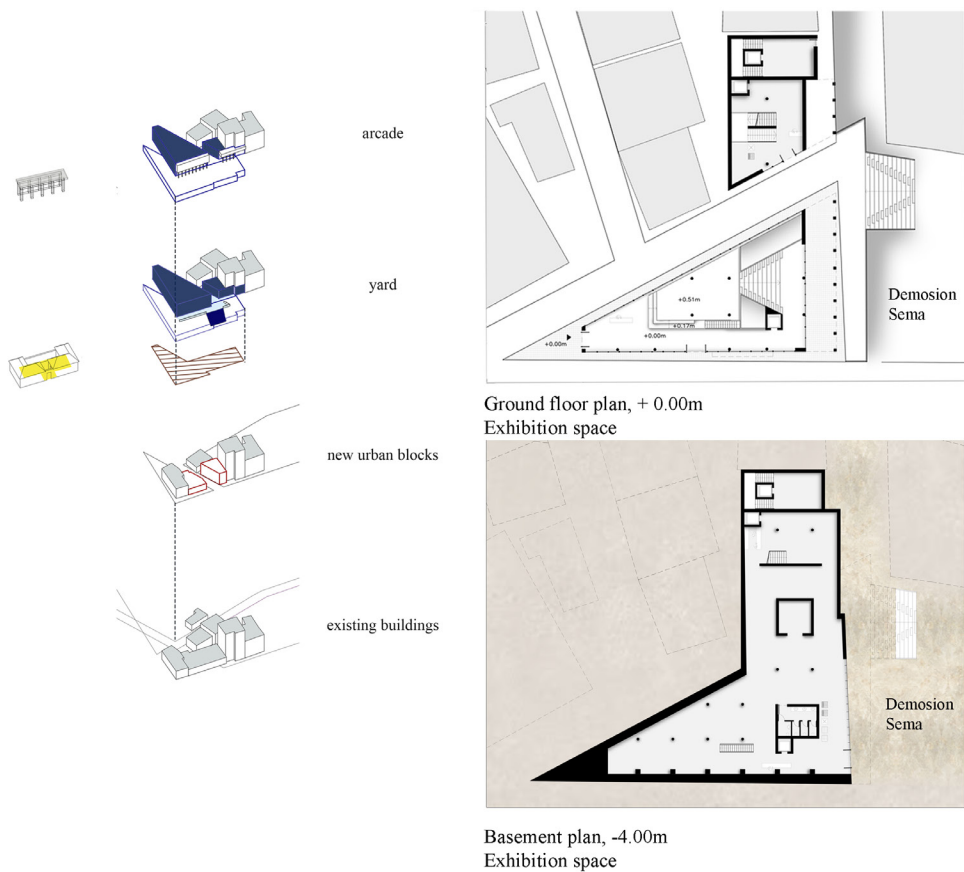 arcade
yard
new urban blocks
existing buildings
+0.51m
+0.17m
+0.00m
+0.00m
Demosion
Sema
Ground floor plan, + 0.00m
Exhibition space
Demosion
Sema
Basement plan, -4.00m
Exhibition space